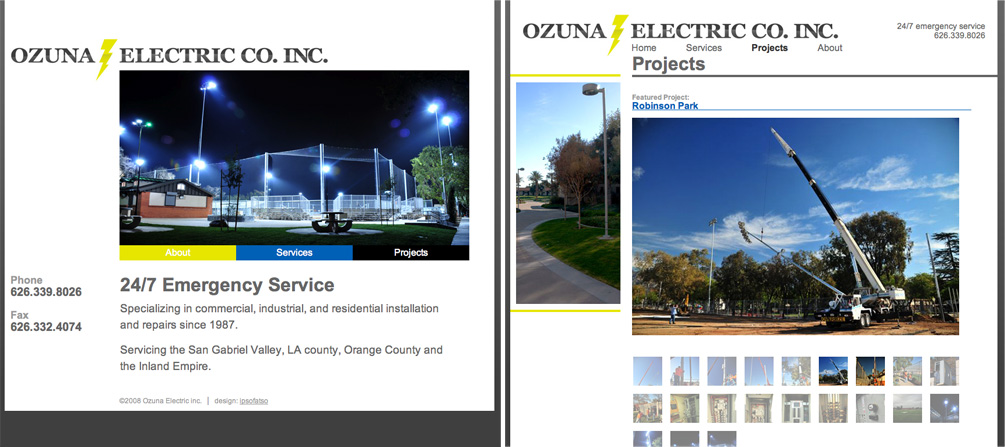 OZUNA ELECTRIC CO. INC.
About
Services
Projects
Phone
626.339.8026
Fax
626.332.4074
24/7 Emergency Service
Specializing in commercial, industrial, and residential installation
and repairs since 1987.
Servicing the San Gabriel Valley, LA county, Orange County and
the Inland Empire.
©2008 Ozuna Electric inc. | design: ipsofatso
OZUNA ELECTRIC CO. INC.
24/7 emergency service
626.339.8026
Home Services Projects About
Projects
Featured Project:
Robinson Park